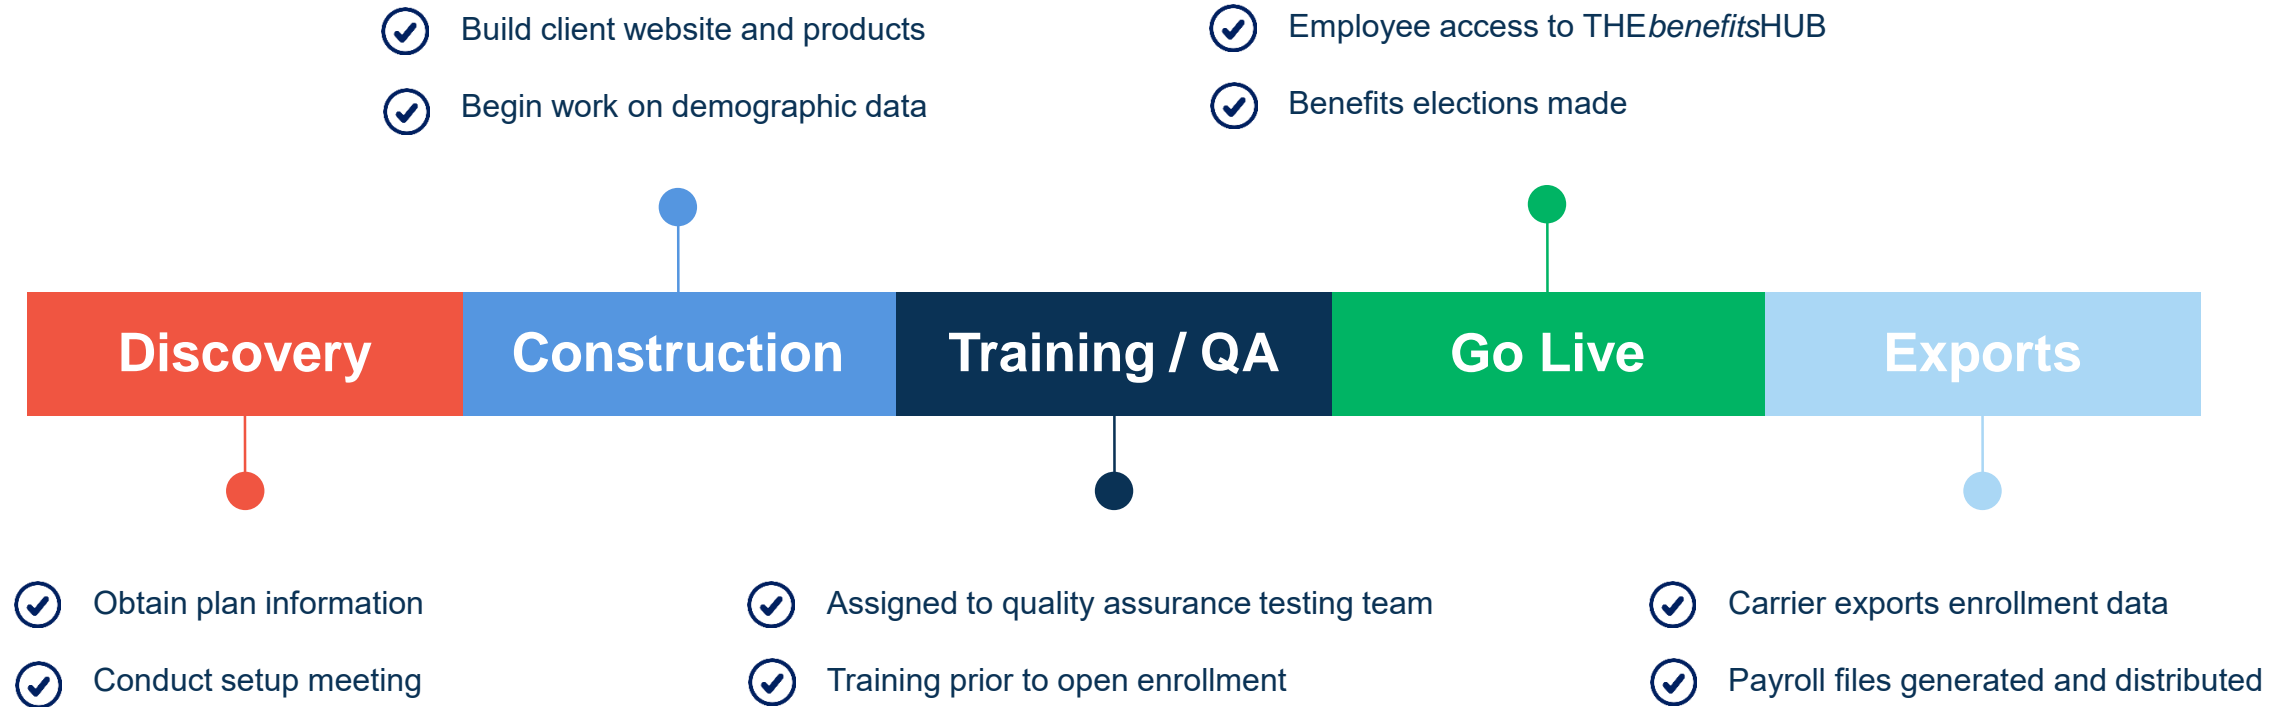 Build client website and products
Begin work on demographic data
Employee access to THEbenefitsHUB
Benefits elections made
Discovery
Construction
Training / QA
Go Live
Exports
Obtain plan information
Conduct setup meeting
Assigned to quality assurance testing team
Training prior to open enrollment
Carrier exports enrollment data
Payroll files generated and distributed